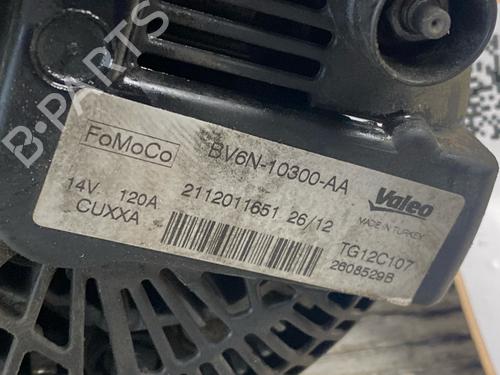 B-PARTS
FoMoCo
BV6N-10300-AA
14V. 120A 2112011651 26/12
CUXXA
Valeo
MADE IN TURKEY
TG12C107
2608529B